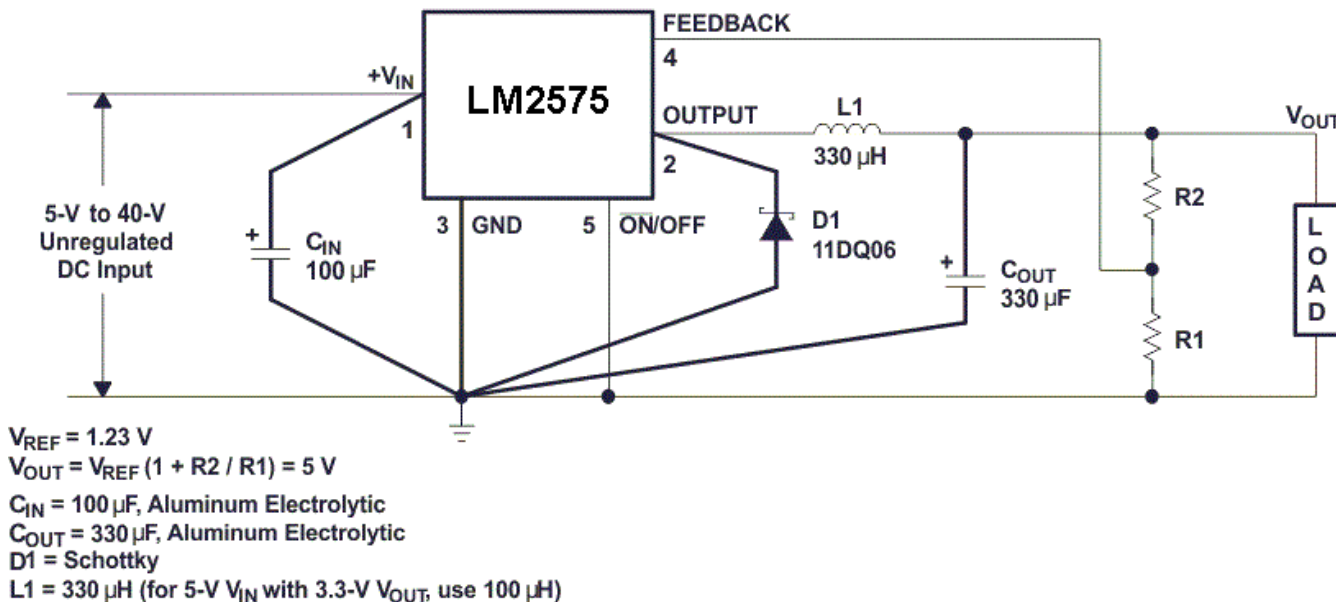 FEEDBACK
4
+VIN
LM2575
1
OUTPUT
2
L1
330 µH
VOUT
5-V to 40-V
Unregulated
DC Input
+
CIN
100 µF
3
GND
5
ON/OFF
D1
11DQ06
+
COUT
330 µF
R2
R1
L
O
A
D
VREF = 1.23 V
VOUT = VREF (1 + R2 / R1) = 5 V
CIN = 100 µF, Aluminum Electrolytic
COUT = 330 µF, Aluminum Electrolytic
D1 = Schottky
L1 = 330 µH (for 5-V VIN with 3.3-V VOUT, use 100 µH)